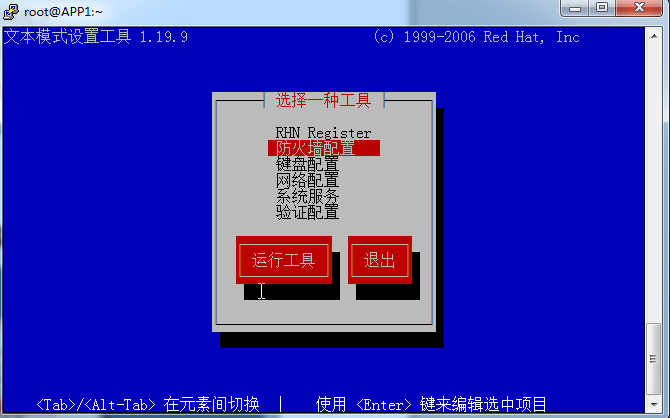 root@APP1:~
文本模式设置工具 1.19.9 (c) 1999-2006 Red Hat, Inc
选择一种工具
RHN Register
防火墙配置
键盘配置
网络配置
系统服务
验证配置
运行工具 退出
<Tab>/<Alt-Tab> 在元素间切换 | 使用 <Enter> 键来编辑选中项目